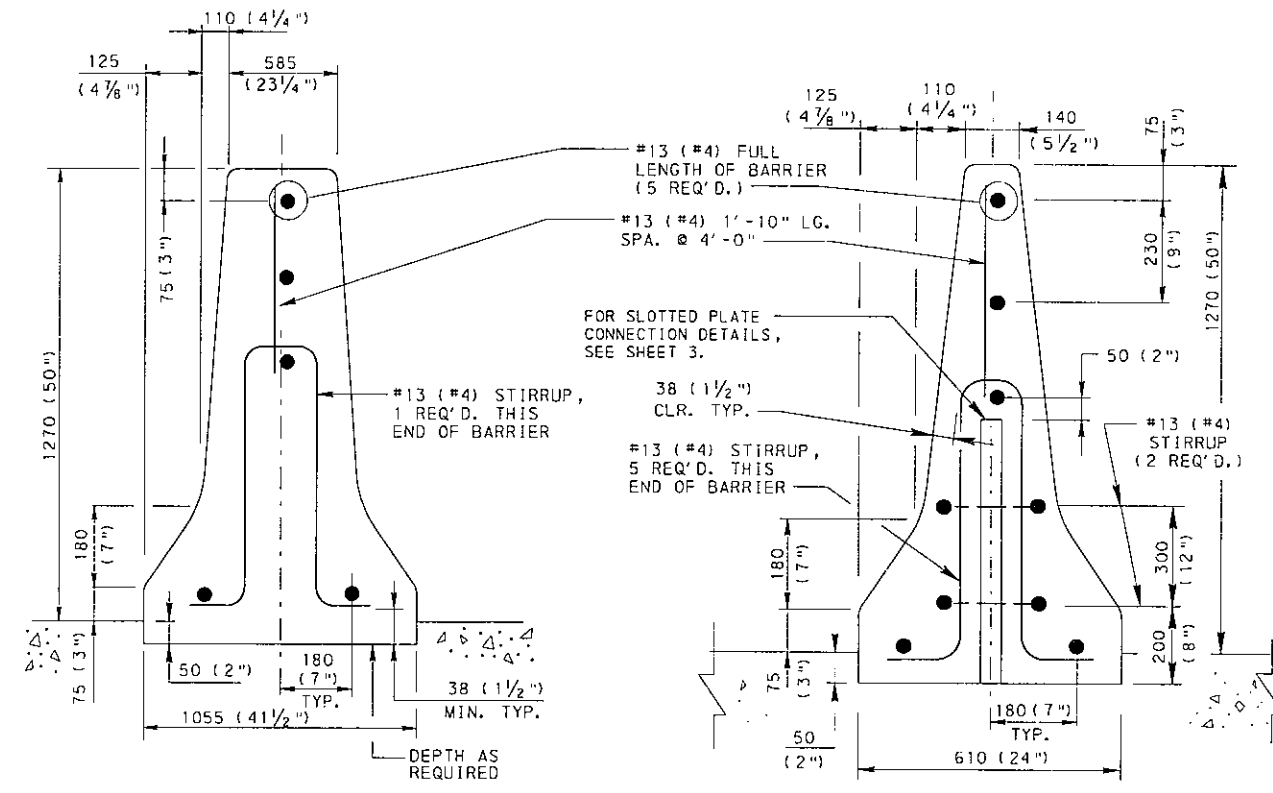 110 (4 1/4")
125
(4 7/8")
585
(23 1/4")
75 (3")
1270 (50")
180
(7")
75 (3")
50 (2")
180
(7")
TYP.
38 (1 1/2")
MIN. TYP.
1055 (41 1/2")
DEPTH AS
REQUIRED
#13 (#4) STIRRUP,
1 REQ'D. THIS
END OF BARRIER
#13 (#4) FULL
LENGTH OF BARRIER
(5 REQ'D.)
#13 (#4) 1'-10" LG.
SPA. @ 4'-0"
FOR SLOTTED PLATE
CONNECTION DETAILS,
SEE SHEET 3.
38 (1 1/2")
CLR. TYP.
#13 (#4) STIRRUP,
5 REQ'D. THIS
END OF BARRIER
125
(4 7/8")
110
(4 1/4")
140
(5 1/2")
75
(3")
230
(9")
1270 (50")
50 (2")
#13 (#4)
STIRRUP
(2 REQ'D.)
180
(7")
300
(12")
200
(8")
75
(3")
50
(2")
180 (7")
TYP.
610 (24")